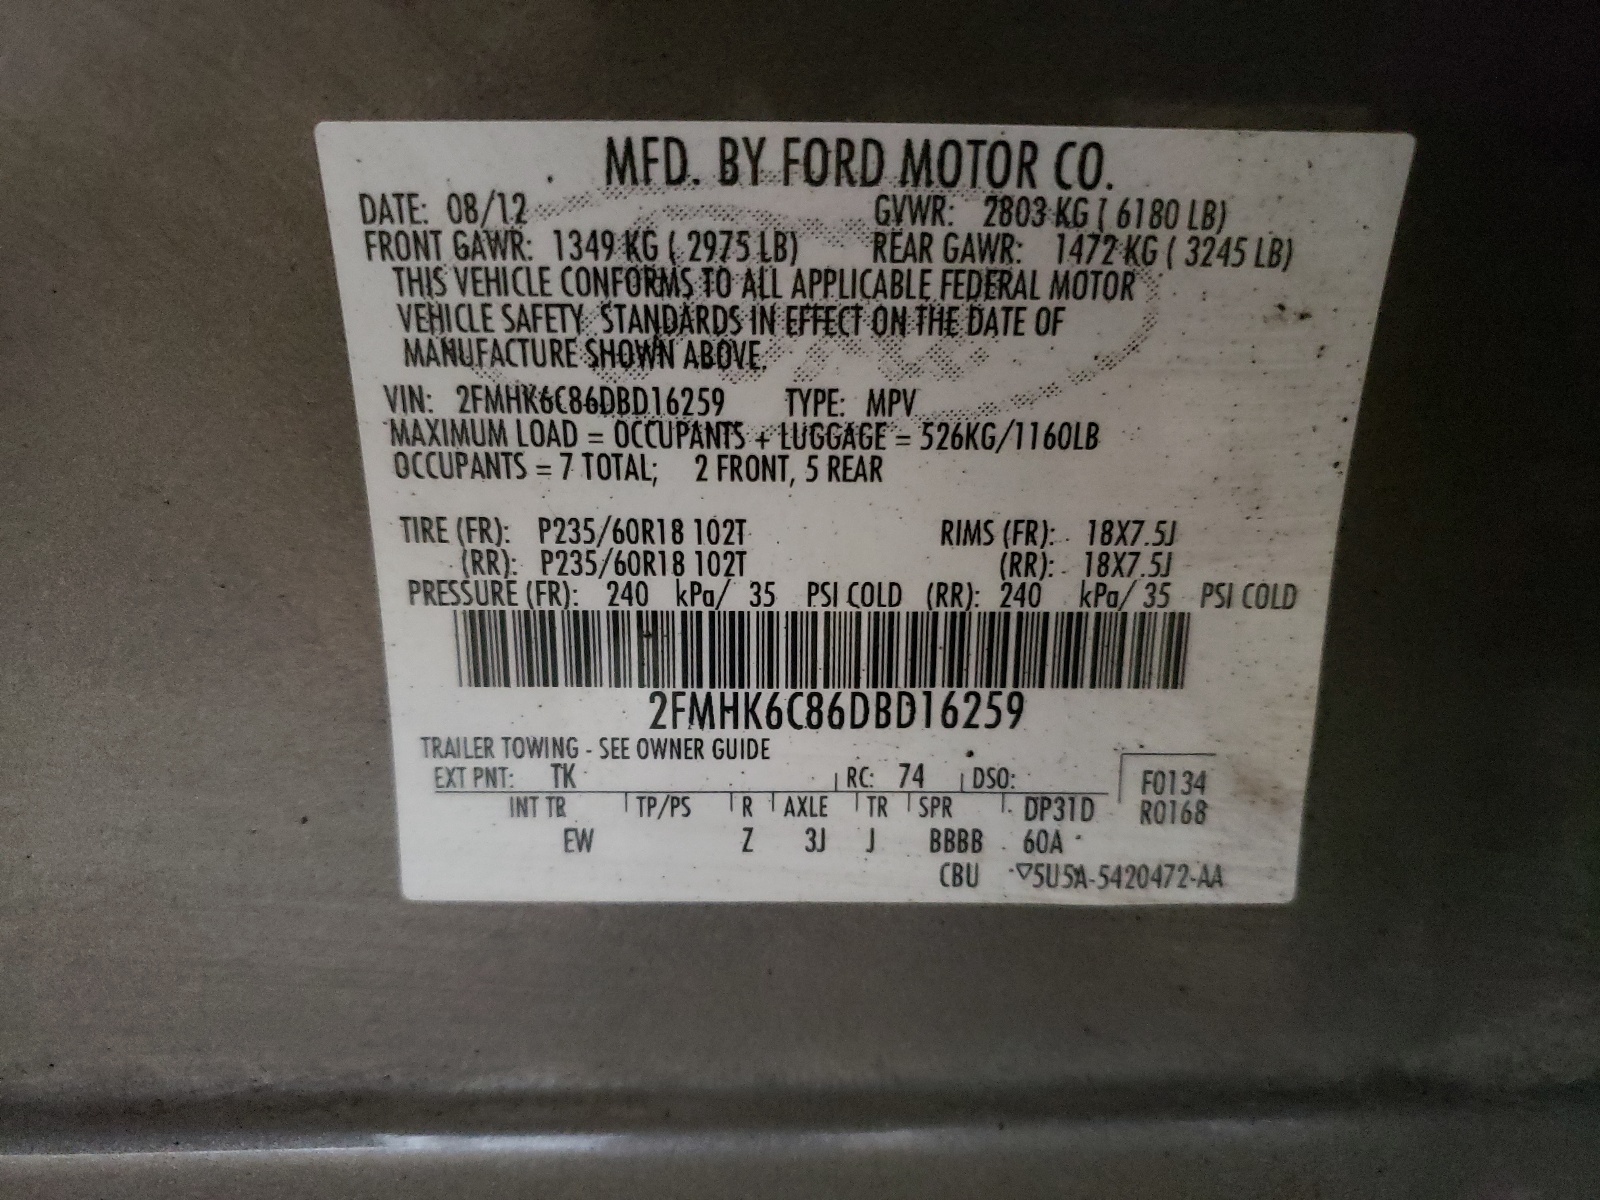 MFD. BY FORD MOTOR CO.
DATE: 08/12 GVWR: 2803 KG ( 6180 LB)
FRONT GAWR: 1349 KG ( 2975 LB) REAR GAWR: 1472 KG ( 3245 LB)
THIS VEHICLE CONFORMS TO ALL APPLICABLE FEDERAL MOTOR
VEHICLE SAFETY STANDARDS IN EFFECT ON THE DATE OF
MANUFACTURE SHOWN ABOVE.
VIN: 2FMHK6C86DBD16259 TYPE: MPV
MAXIMUM LOAD = OCCUPANTS + LUGGAGE = 526KG/1160LB
OCCUPANTS = 7 TOTAL; 2 FRONT, 5 REAR
TIRE (FR): P235/60R18 102T RIMS (FR): 18X7.5J
(RR): P235/60R18 102T (RR): 18X7.5J
PRESSURE (FR): 240 kPa/ 35 PSI COLD (RR): 240 kPa/ 35 PSI COLD
2FMHK6C86DBD16259
TRAILER TOWING - SEE OWNER GUIDE
EXT PNT: TK RC: 74 DSO: F0134
INT TR TP/PS R AXLE TR SPR DP31D R0168
EW Z 3J J BBBB 60A
CBU ▽5U5A-5420472-AA